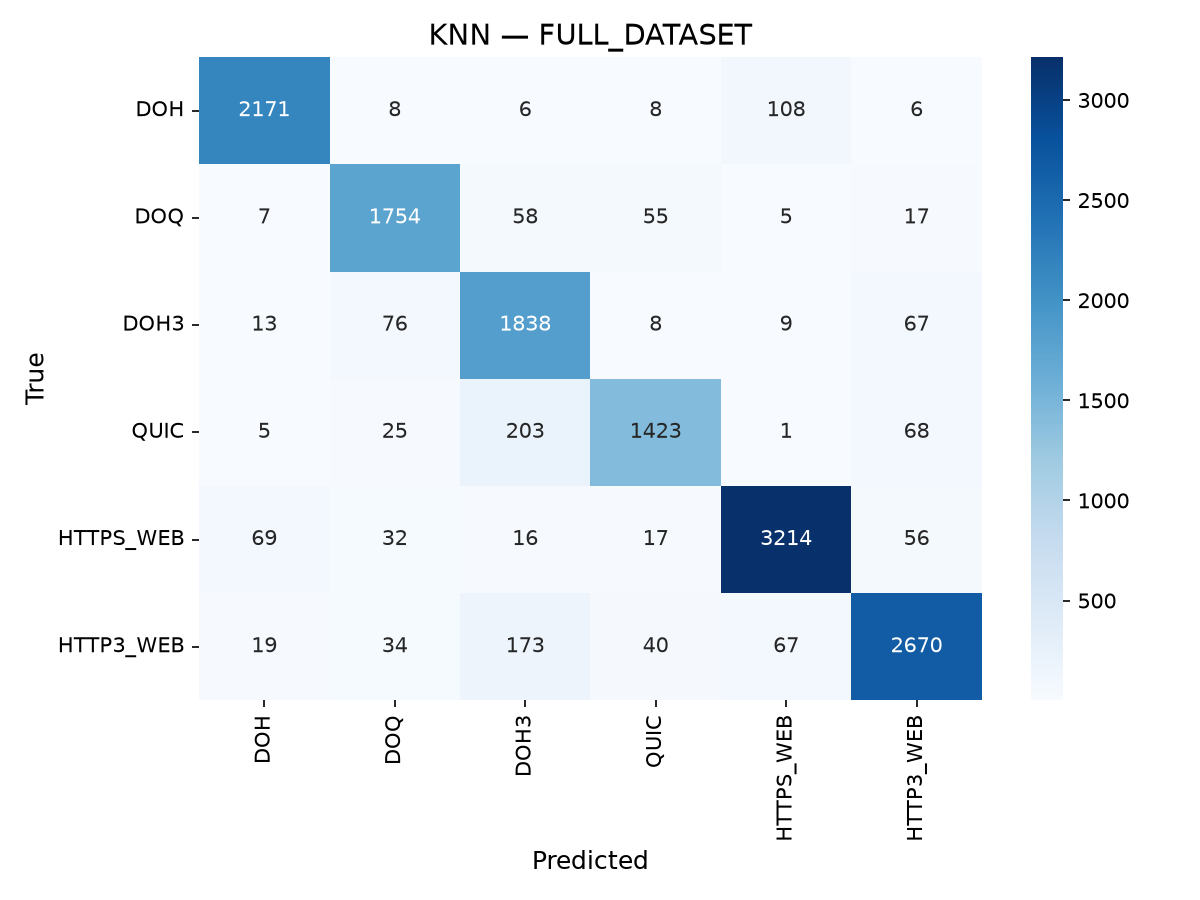 KNN — FULL_DATASET
DOH 2171 8 6 8 108 6
DOQ 7 1754 58 55 5 17
DOH3 13 76 1838 8 9 67
QUIC 5 25 203 1423 1 68
HTTPS_WEB 69 32 16 17 3214 56
HTTP3_WEB 19 34 173 40 67 2670
True
DOH DOQ DOH3 QUIC HTTPS_WEB HTTP3_WEB
Predicted
3000
2500
2000
1500
1000
500